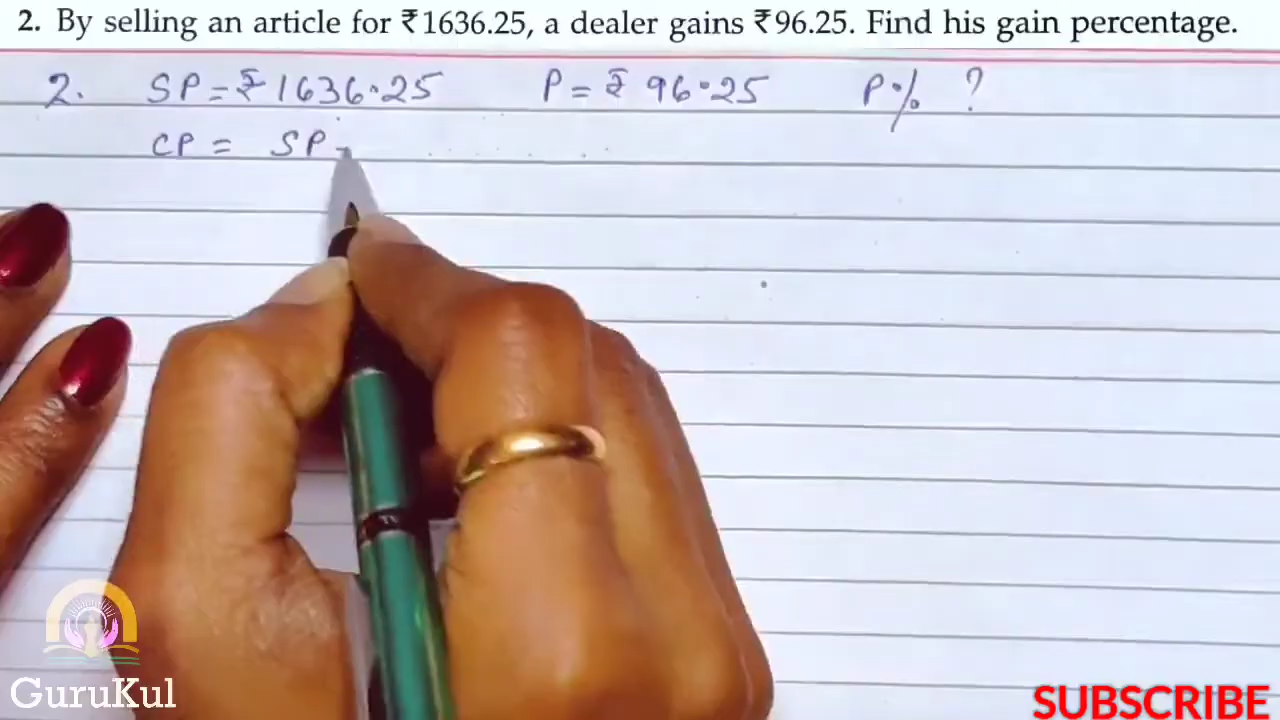 2. By selling an article for ₹1636.25, a dealer gains ₹96.25. Find his gain percentage.
2. SP = ₹ 1636.25 P = ₹ 96.25 P% ?
CP = SP -
GuruKul
SUBSCRIBE